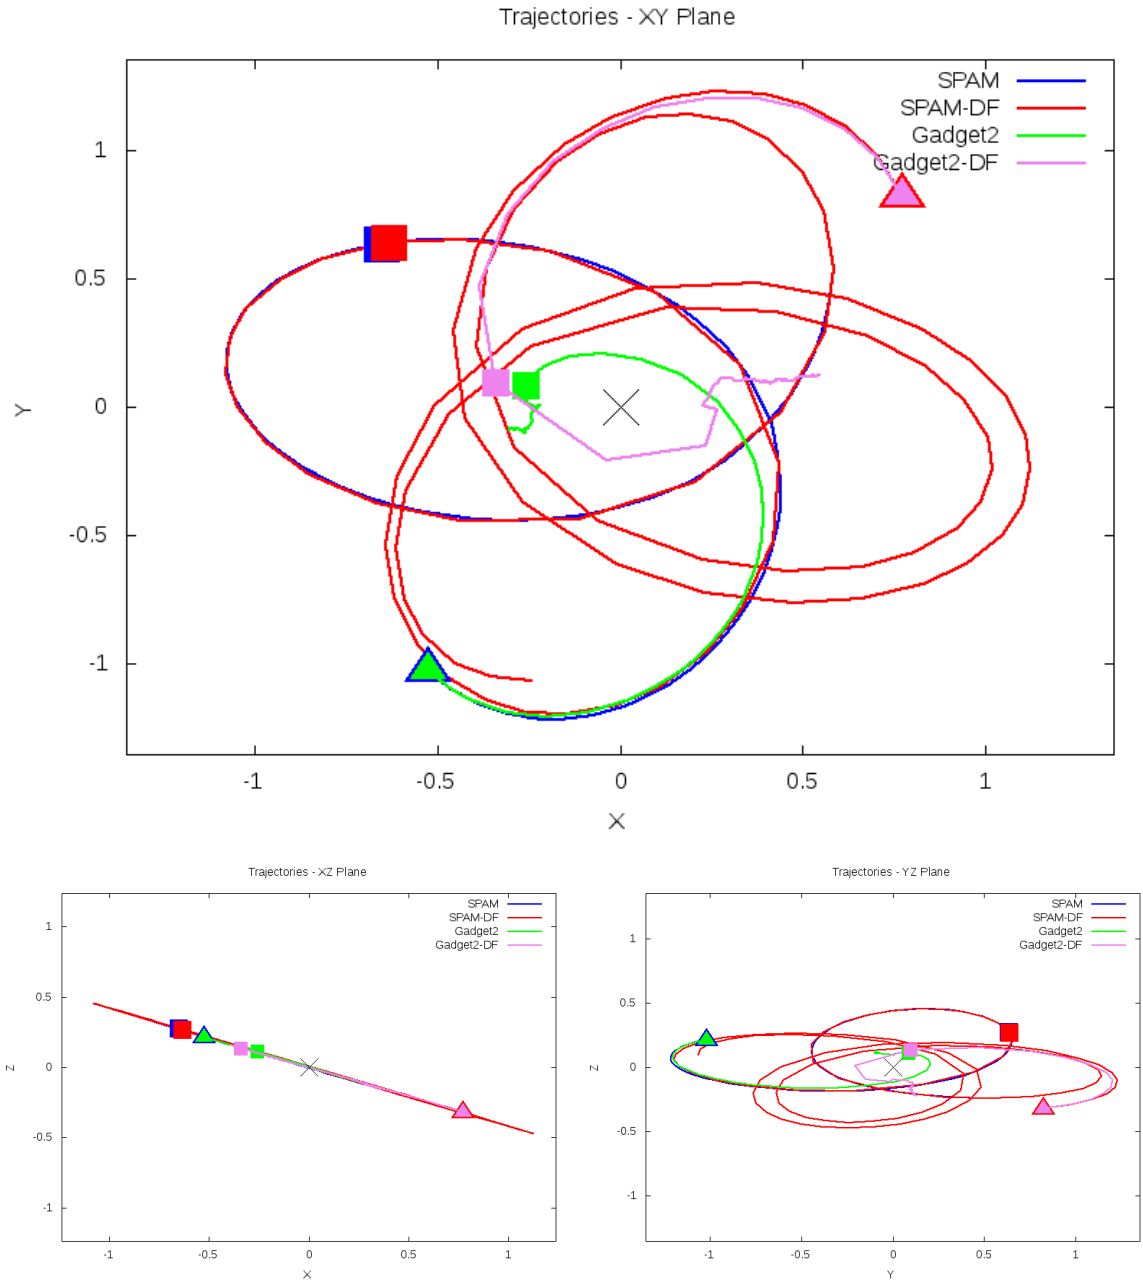 Trajectories - XY Plane
SPAM
SPAM-DF
Gadget2
Gadget2-DF
1
0.5
0
-0.5
-1
Y
-1
-0.5
0
0.5
1
X
Trajectories - XZ Plane
SPAM
SPAM-DF
Gadget2
Gadget2-DF
1
0.5
0
-0.5
-1
Z
-1
-0.5
0
0.5
1
X
Trajectories - YZ Plane
SPAM
SPAM-DF
Gadget2
Gadget2-DF
1
0.5
0
-0.5
-1
Z
-1
-0.5
0
0.5
1
Y